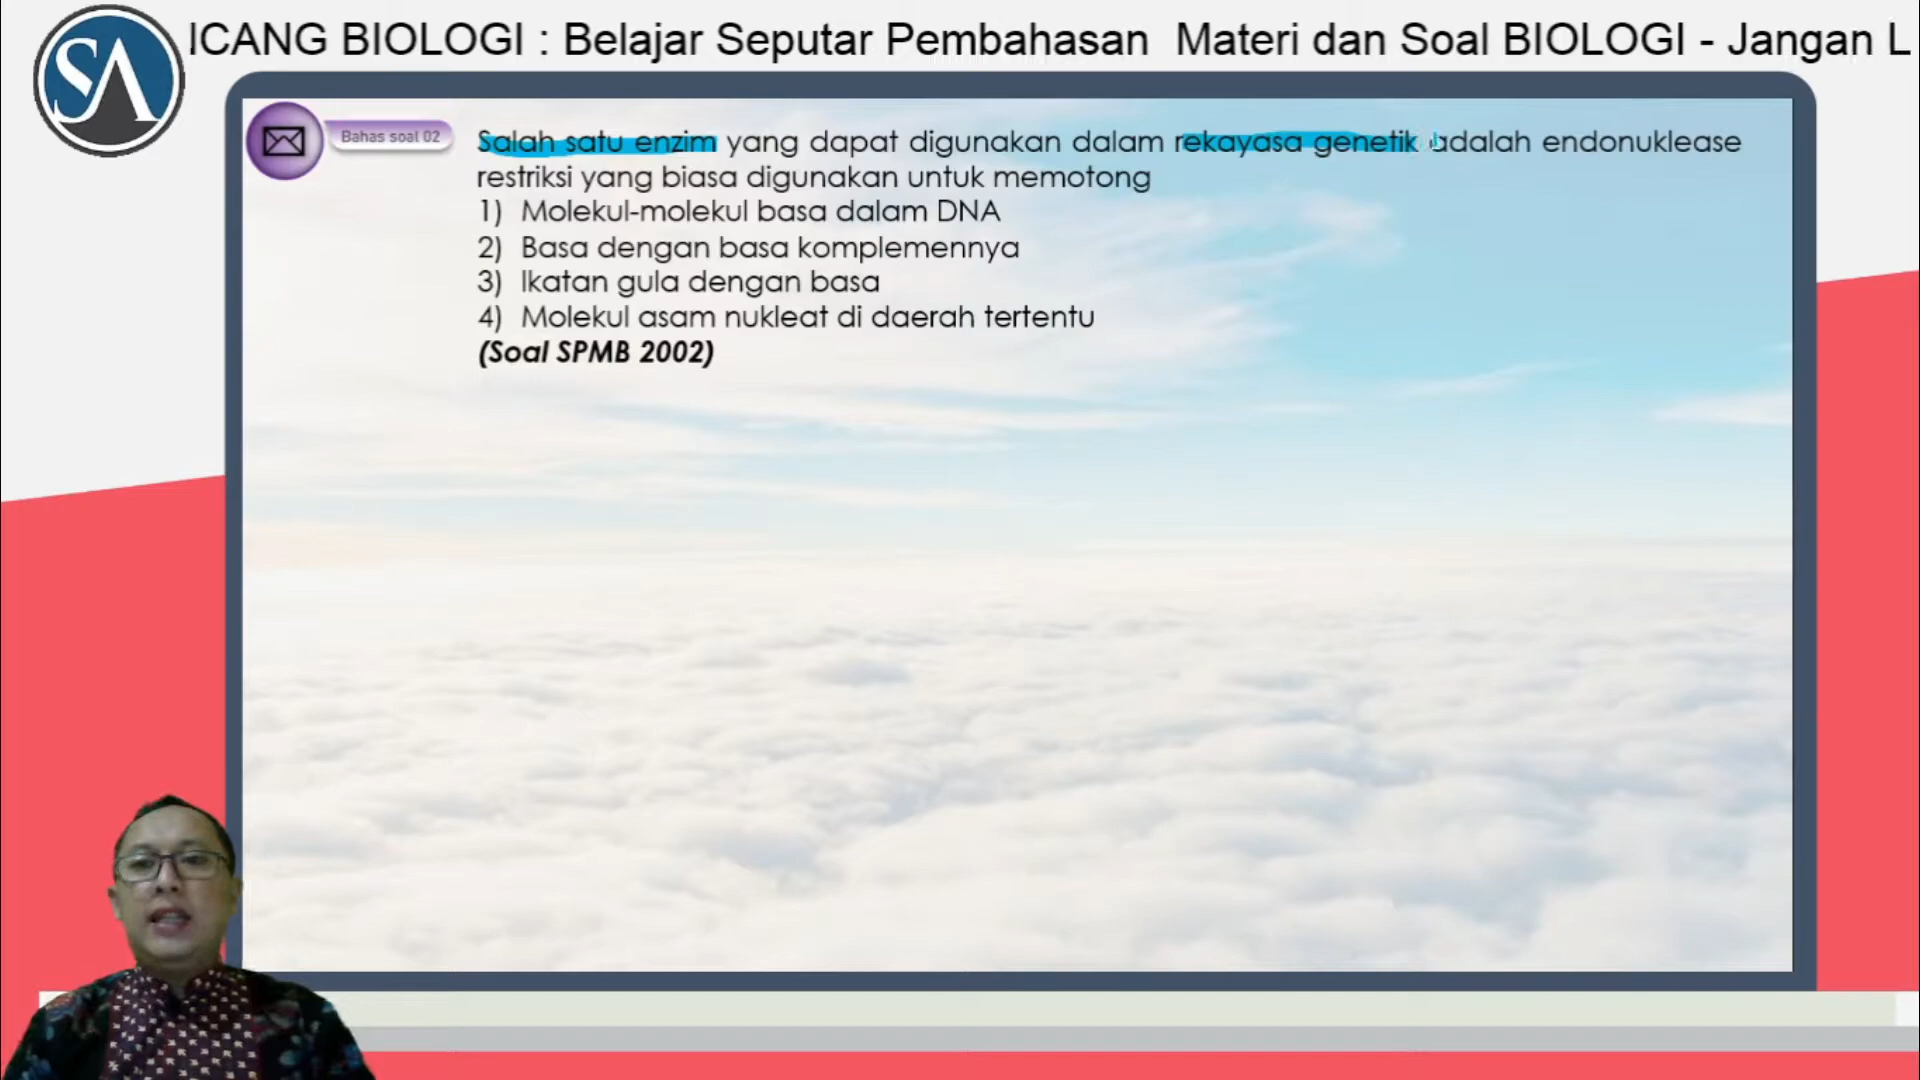 SA
ICANG BIOLOGI : Belajar Seputar Pembahasan Materi dan Soal BIOLOGI - Jangan L
Bahas soal 02
Salah satu enzim yang dapat digunakan dalam rekayasa genetik adalah endonuklease
restriksi yang biasa digunakan untuk memotong
1) Molekul-molekul basa dalam DNA
2) Basa dengan basa komplemennya
3) Ikatan gula dengan basa
4) Molekul asam nukleat di daerah tertentu
(Soal SPMB 2002)